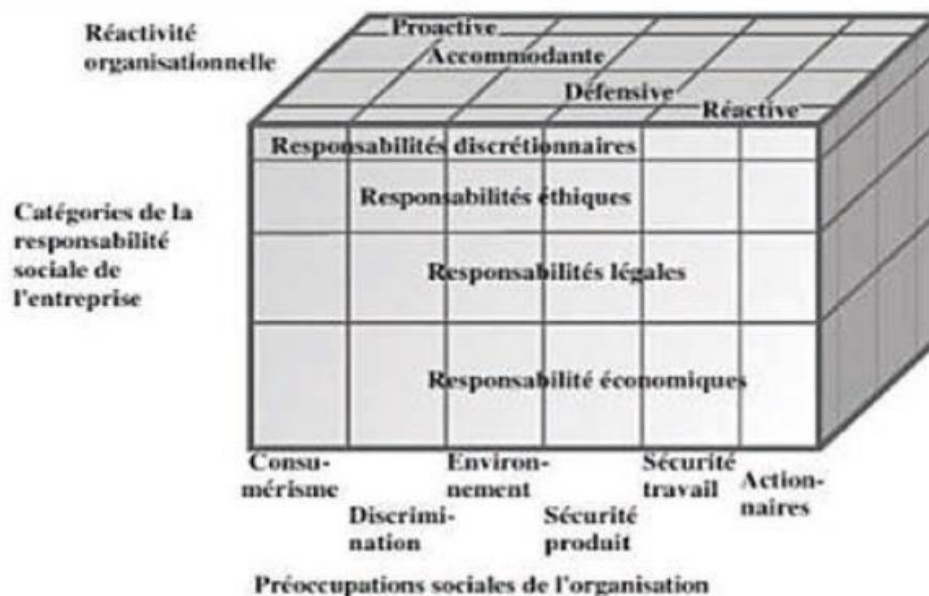 Réactivité
organisationnelle
Proactive
Accommodante
Défensive
Réactive
Catégories de la
responsabilité
sociale de
l'entreprise
Responsabilités discrétionnaires
Responsabilités éthiques
Responsabilités légales
Responsabilité économiques
Consu-
mérisme
Discrimi-
nation
Environ-
nement
Sécurité
produit
Sécurité
travail
Action-
naires
Préoccupations sociales de l'organisation